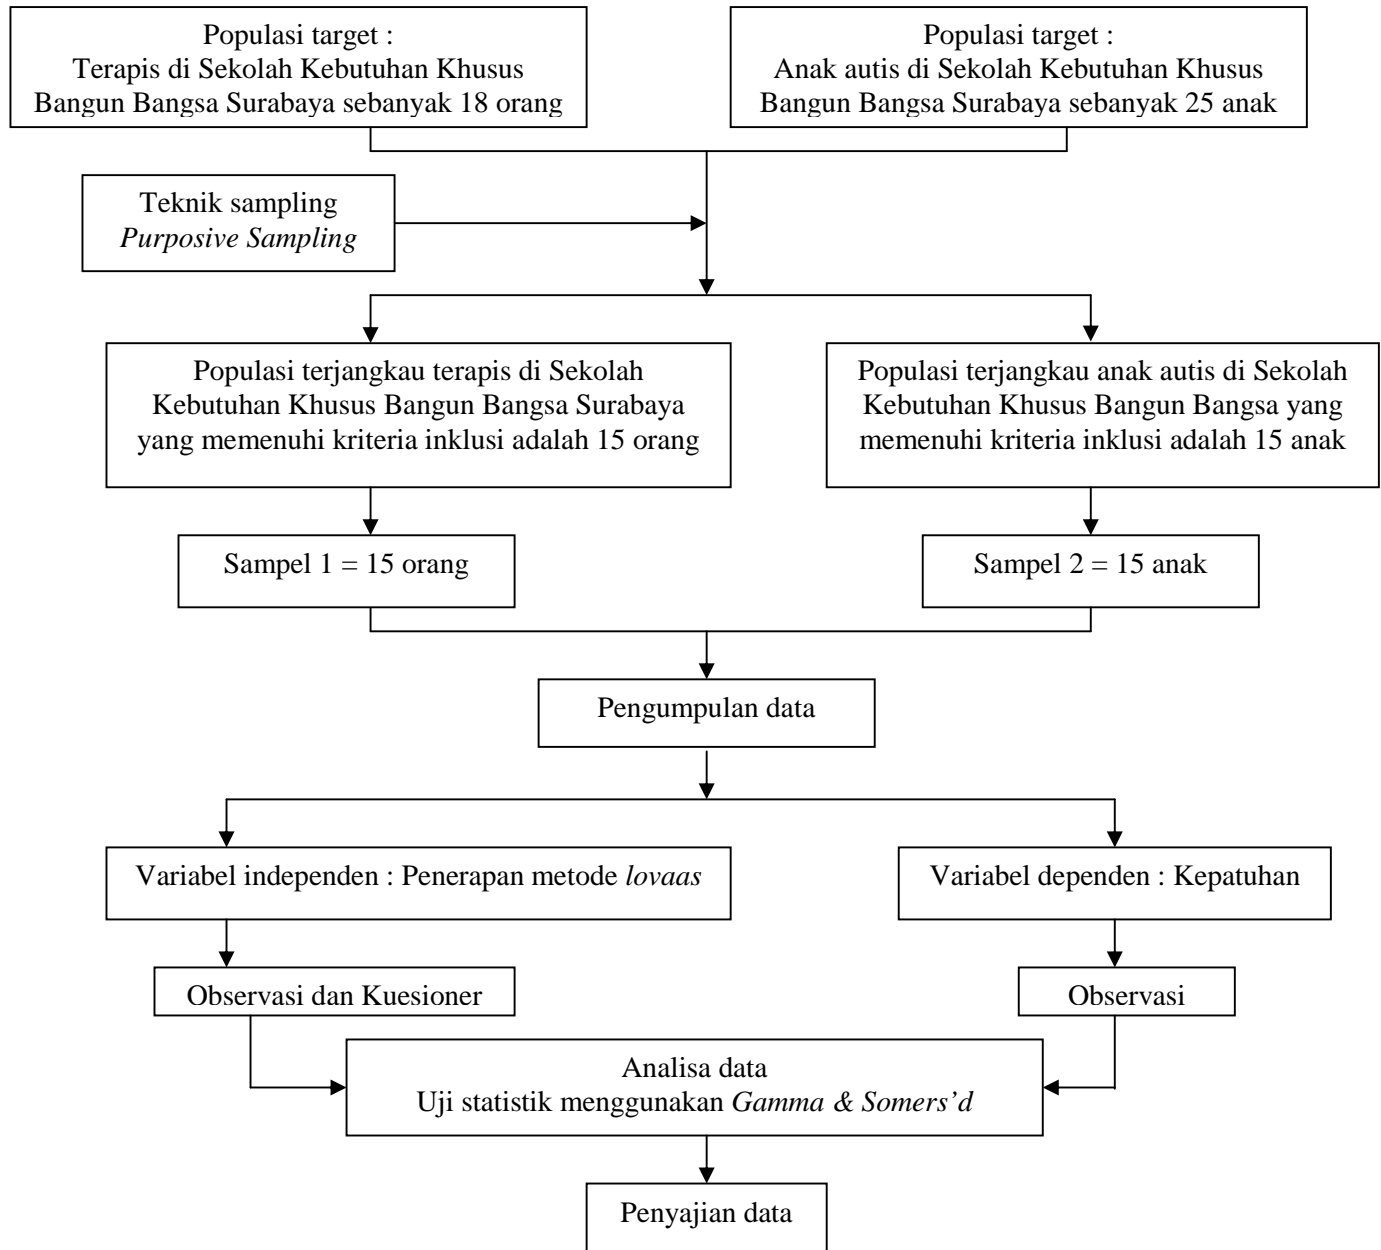 Populasi target :
Terapis di Sekolah Kebutuhan Khusus
Bangun Bangsa Surabaya sebanyak 18 orang
Populasi target :
Anak autis di Sekolah Kebutuhan Khusus
Bangun Bangsa Surabaya sebanyak 25 anak
Teknik sampling
Purposive Sampling
Populasi terjangkau terapis di Sekolah
Kebutuhan Khusus Bangun Bangsa Surabaya
yang memenuhi kriteria inklusi adalah 15 orang
Populasi terjangkau anak autis di Sekolah
Kebutuhan Khusus Bangun Bangsa yang
memenuhi kriteria inklusi adalah 15 anak
Sampel 1 = 15 orang
Sampel 2 = 15 anak
Pengumpulan data
Variabel independen : Penerapan metode lovaas
Variabel dependen : Kepatuhan
Observasi dan Kuesioner
Observasi
Analisa data
Uji statistik menggunakan Gamma & Somers’d
Penyajian data